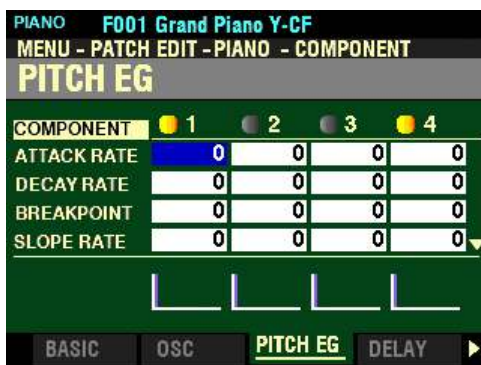 PIANO F001 Grand Piano Y-CF
MENU - PATCH EDIT -PIANO - COMPONENT
PITCH EG
COMPONENT 1 2 3 4
ATTACK RATE 0 0 0 0
DECAY RATE 0 0 0 0
BREAKPOINT 0 0 0 0
SLOPE RATE 0 0 0 0
BASIC OSC PITCH EG DELAY